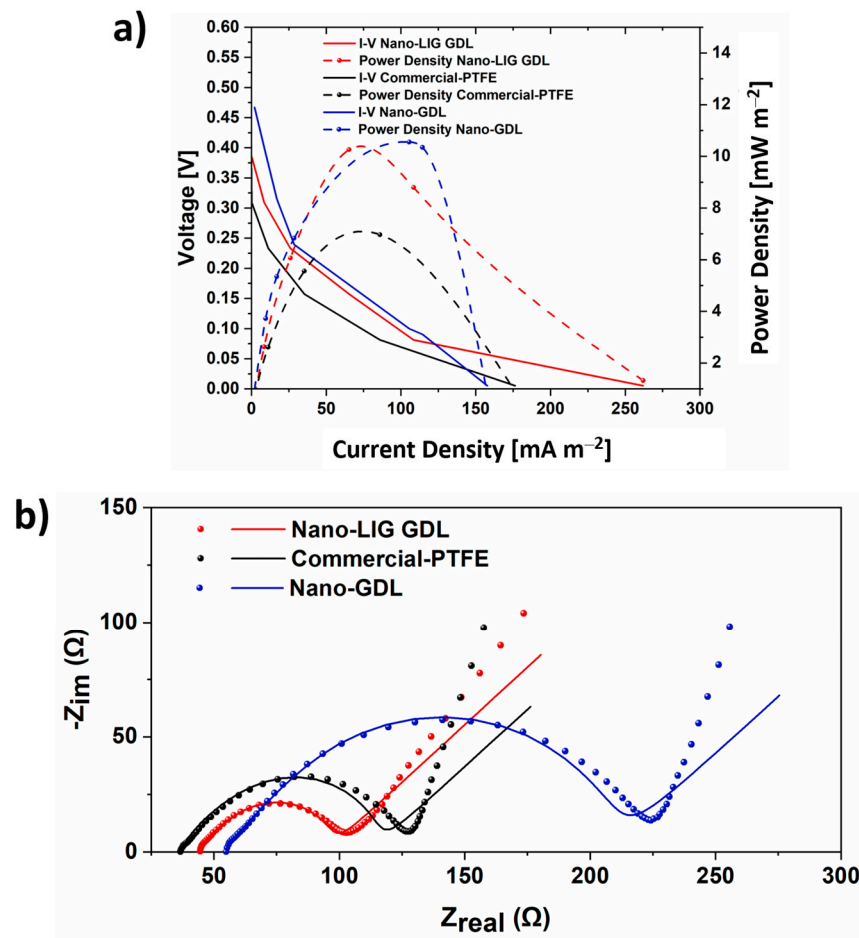 a)
I-V Nano-LIG GDL
Power Density Nano-LIG GDL
I-V Commercial-PTFE
Power Density Commercial-PTFE
I-V Nano-GDL
Power Density Nano-GDL
Voltage [V]
0.60
0.55
0.50
0.45
0.40
0.35
0.30
0.25
0.20
0.15
0.10
0.05
0.00
0 50 100 150 200 250 300
Current Density [mA m⁻²]
14
12
10
8
6
4
2
Power Density [mW m⁻²]
b)
Nano-LIG GDL
Commercial-PTFE
Nano-GDL
-Zim (Ω)
150
100
50
0
50 100 150 200 250 300
Zreal (Ω)